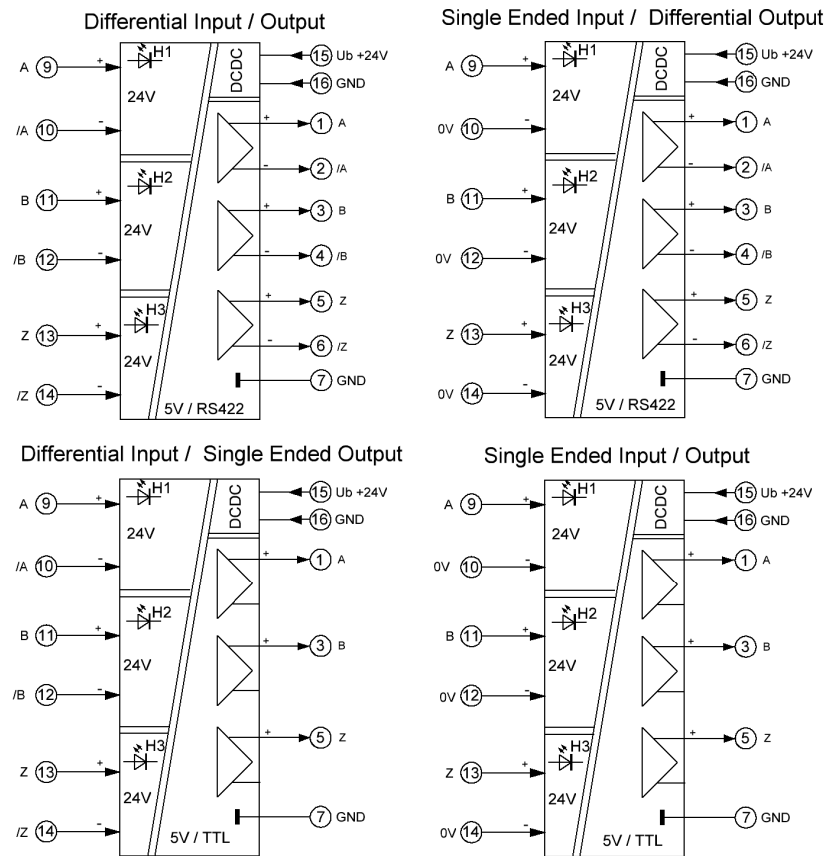 Differential Input / Output
H1
15 Ub +24V
A 9 +
DCDC
16 GND
24V
+ 1 A
/A 10 -
- 2 /A
H2
B 11 +
+ 3 B
24V
- 4 /B
/B 12 -
H3
+ 5 Z
Z 13 +
- 6 /Z
24V
7 GND
/Z 14 -
5V / RS422
Single Ended Input / Differential Output
H1
15 Ub +24V
A 9 +
DCDC
16 GND
24V
+ 1 A
0V 10 -
- 2 /A
H2
B 11 +
+ 3 B
24V
- 4 /B
0V 12 -
H3
+ 5 Z
Z 13 +
- 6 /Z
24V
7 GND
0V 14 -
5V / RS422
Differential Input / Single Ended Output
H1
15 Ub +24V
A 9 +
DCDC
16 GND
24V
+ 1 A
/A 10 -
H2
B 11 +
+ 3 B
24V
/B 12 -
H3
+ 5 Z
Z 13 +
24V
7 GND
/Z 14 -
5V / TTL
Single Ended Input / Output
H1
15 Ub +24V
A 9 +
DCDC
16 GND
24V
+ 1 A
0V 10 -
H2
B 11 +
+ 3 B
24V
0V 12 -
H3
+ 5 Z
Z 13 +
24V
7 GND
0V 14 -
5V / TTL